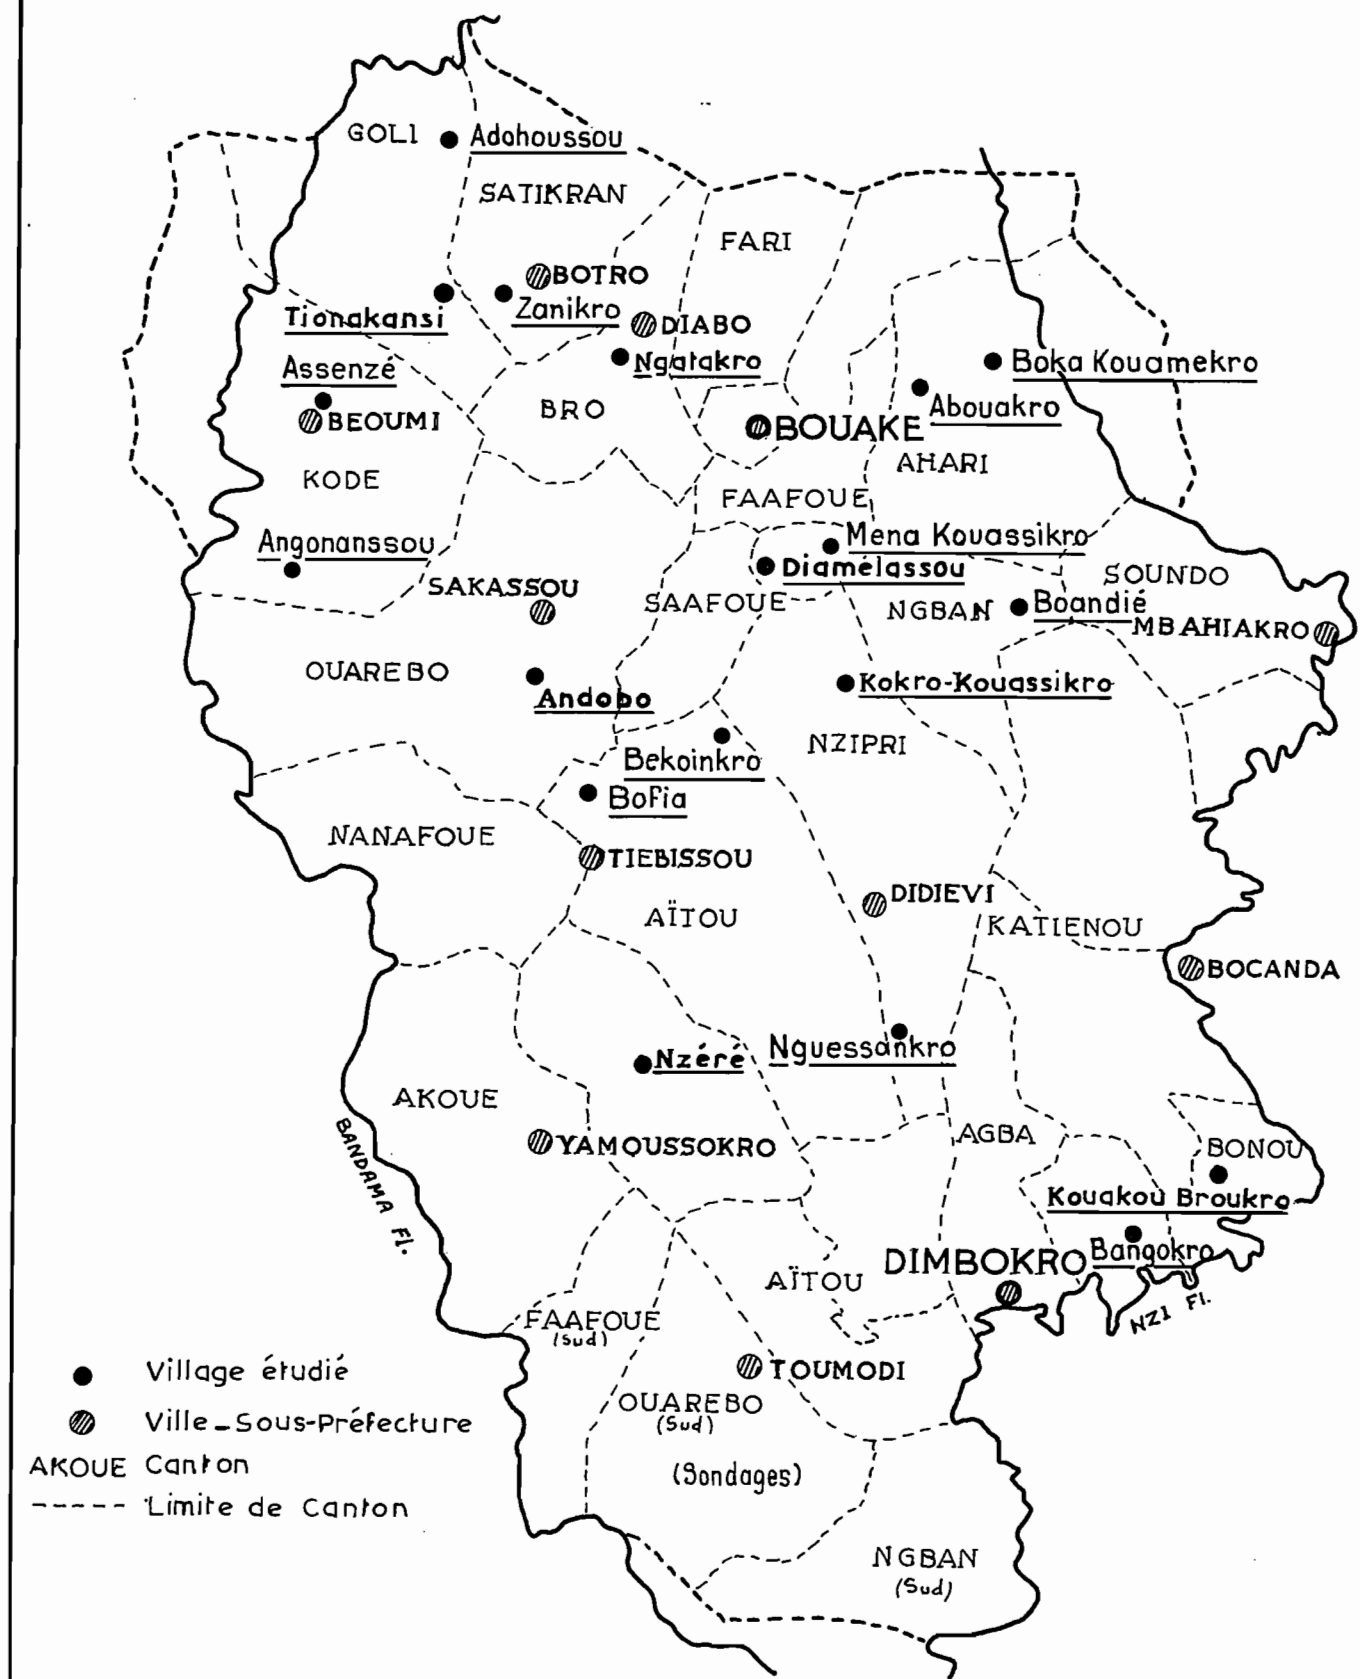 GOLI
Adohoussou
SATIKRAN
FARI
BOTRO
Tionakansi
Zanikro
DIABO
Assenzé
Ngatakro
Boka Kouamekro
Abouakro
BEOUMI
BRO
BOUAKE
AHARI
KODE
FAAFOUE
Angonanssou
Mena Kouassikro
Diamélassou
SOUNDO
SAKASSOU
SAAFOUE
NGBAN
Boandié
MBAHIAKRO
OUAREBO
Andobo
Kokro-Kouassikro
NZIPRI
Bekoinkro
Bofia
NANAFOUE
TIEBISSOU
DIDIEVI
AÏTOU
KATIENOU
BOCANDA
Nguessankro
Nzéré
AKOUE
AGBA
BANDAMA Fl.
YAMOUSSOKRO
BONOU
Kouakou Broukro
DIMBOKRO
Bangokro
AÏTOU
NZI Fl.
FAAFOUE
(Sud)
TOUMODI
OUAREBO
(Sud)
(Sondages)
NGBAN
(Sud)
Village étudié
Ville-Sous-Préfecture
AKOUE Canton
Limite de Canton